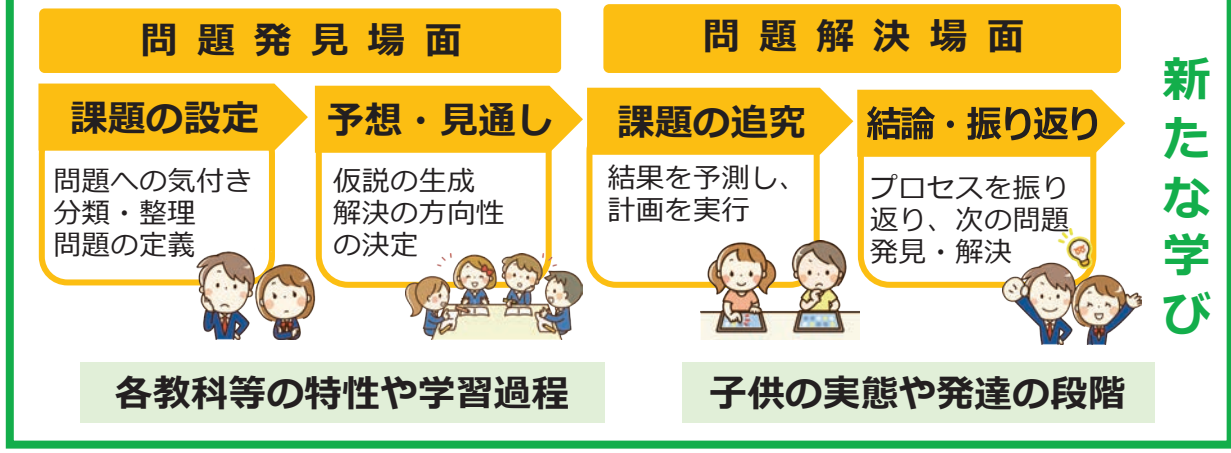 問題発見場面
問題解決場面
課題の設定
問題への気付き
分類・整理
問題の定義
予想・見通し
仮説の生成
解決の方向性
の決定
課題の追究
結果を予測し、
計画を実行
結論・振り返り
プロセスを振り
返り、次の問題
発見・解決
新たな学び
各教科等の特性や学習過程
子供の実態や発達の段階